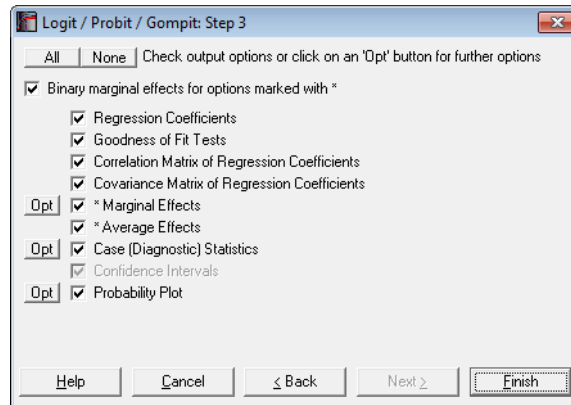 Logit / Probit / Gompit: Step 3
All None Check output options or click on an 'Opt' button for further options
Binary marginal effects for options marked with *
Regression Coefficients
Goodness of Fit Tests
Correlation Matrix of Regression Coefficients
Covariance Matrix of Regression Coefficients
Opt * Marginal Effects
* Average Effects
Opt Case (Diagnostic) Statistics
Confidence Intervals
Opt Probability Plot
Help Cancel < Back Next > Finish